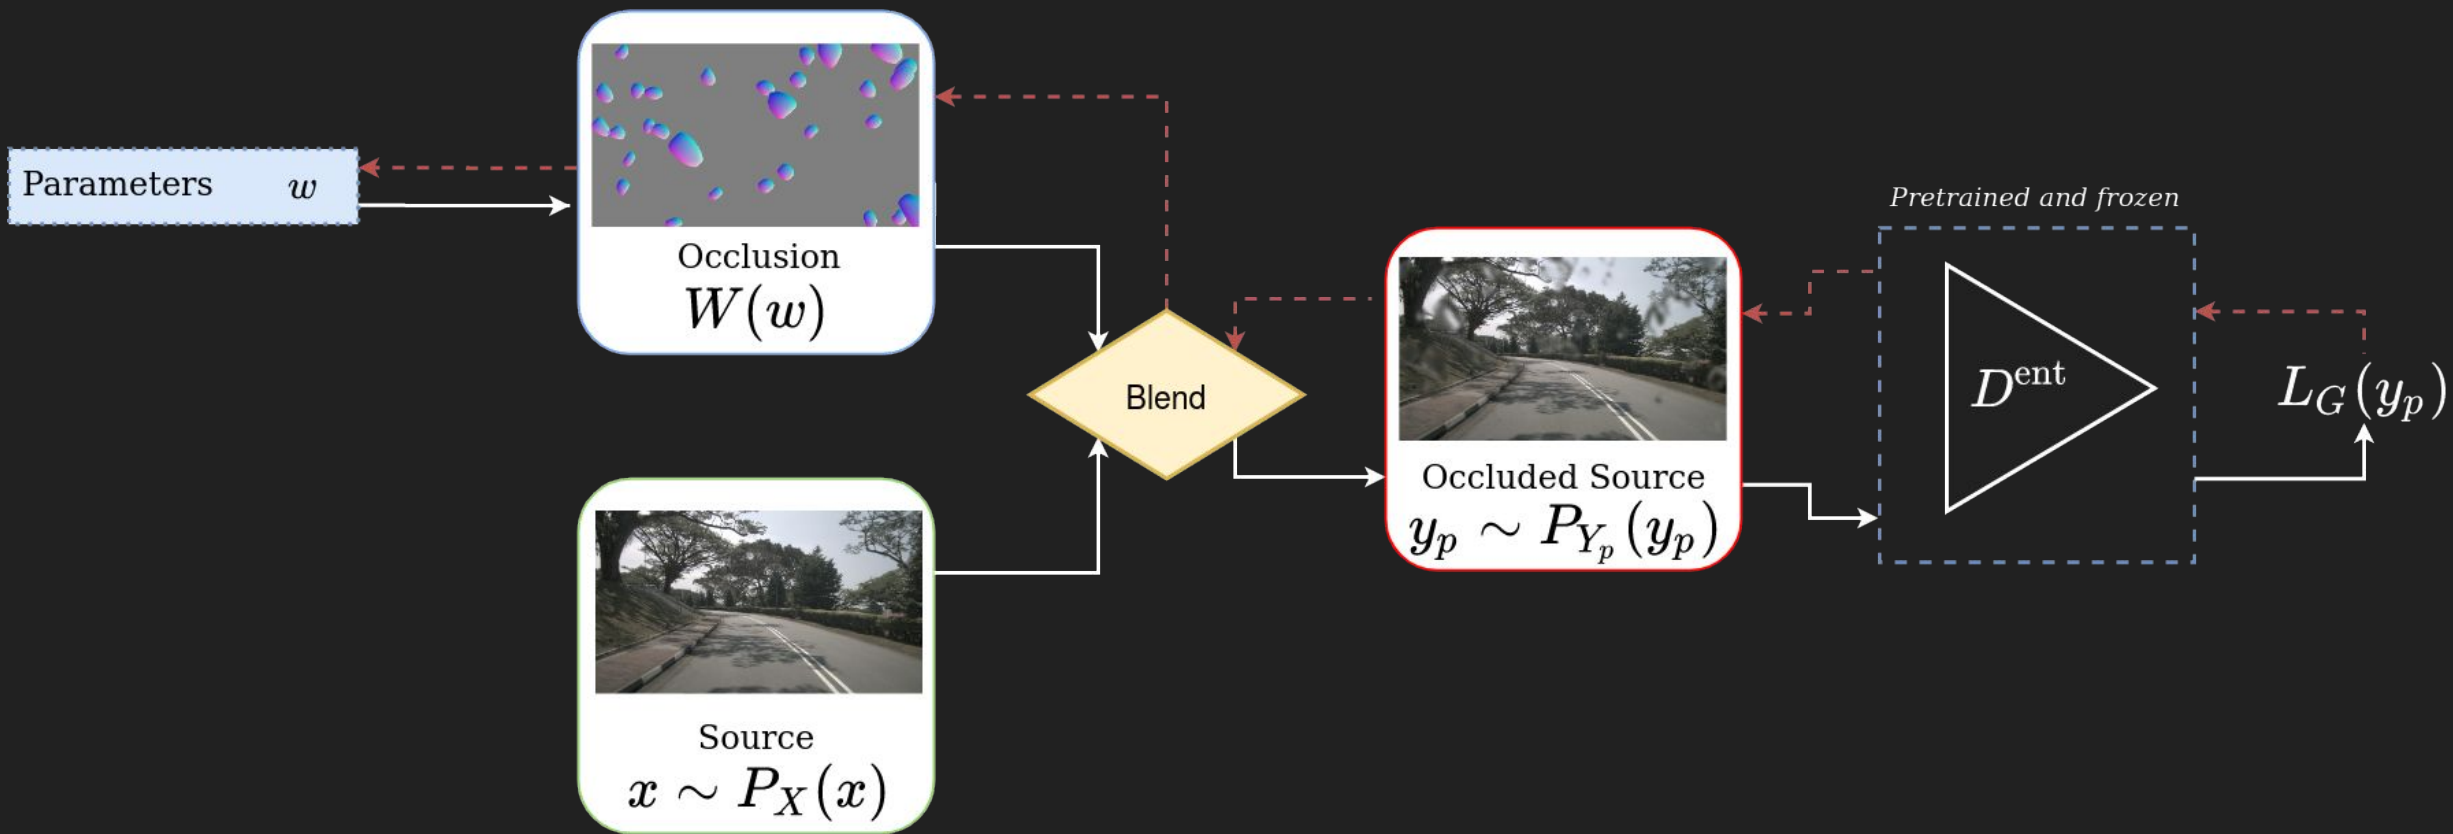 Parameters w
Occlusion
W(w)
Source
x ∼ P_X(x)
Blend
Occluded Source
y_p ∼ P_{Y_p}(y_p)
Pretrained and frozen
D^{ent}
L_G(y_p)